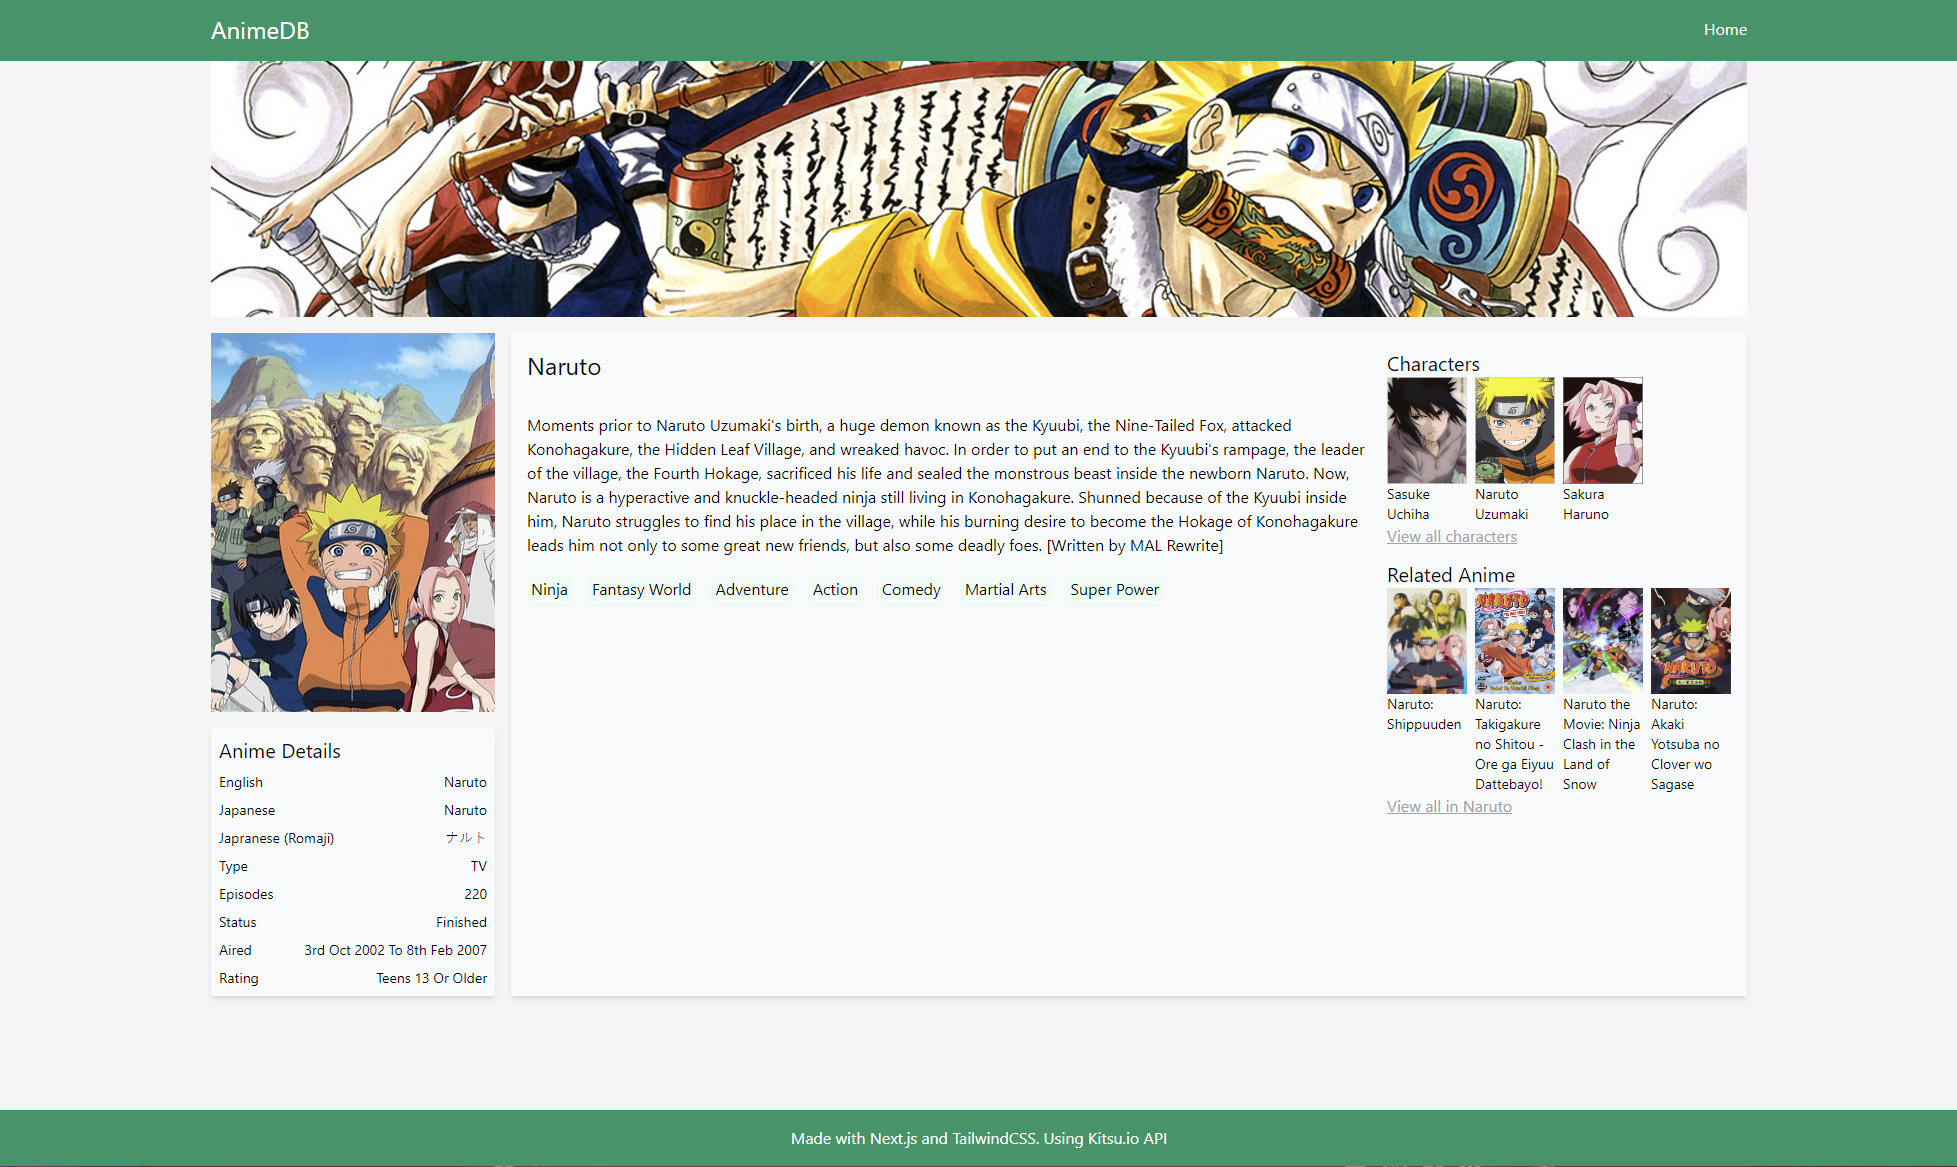 AnimeDB
Home
Naruto
Moments prior to Naruto Uzumaki's birth, a huge demon known as the Kyuubi, the Nine-Tailed Fox, attacked
Konohagakure, the Hidden Leaf Village, and wreaked havoc. In order to put an end to the Kyuubi's rampage, the leader
of the village, the Fourth Hokage, sacrificed his life and sealed the monstrous beast inside the newborn Naruto. Now,
Naruto is a hyperactive and knuckle-headed ninja still living in Konohagakure. Shunned because of the Kyuubi inside
him, Naruto struggles to find his place in the village, while his burning desire to become the Hokage of Konohagakure
leads him not only to some great new friends, but also some deadly foes. [Written by MAL Rewrite]
Ninja Fantasy World Adventure Action Comedy Martial Arts Super Power
Characters
Sasuke
Uchiha
Naruto
Uzumaki
Sakura
Haruno
View all characters
Related Anime
NARUTO
NARUTO
Naruto:
Shippuuden
Naruto:
Takigakure
no Shitou -
Ore ga Eiyuu
Dattebayo!
Naruto the
Movie: Ninja
Clash in the
Land of
Snow
Naruto:
Akaki
Yotsuba no
Clover wo
Sagase
View all in Naruto
Anime Details
English Naruto
Japanese Naruto
Japranese (Romaji) ナルト
Type TV
Episodes 220
Status Finished
Aired 3rd Oct 2002 To 8th Feb 2007
Rating Teens 13 Or Older
Made with Next.js and TailwindCSS. Using Kitsu.io API